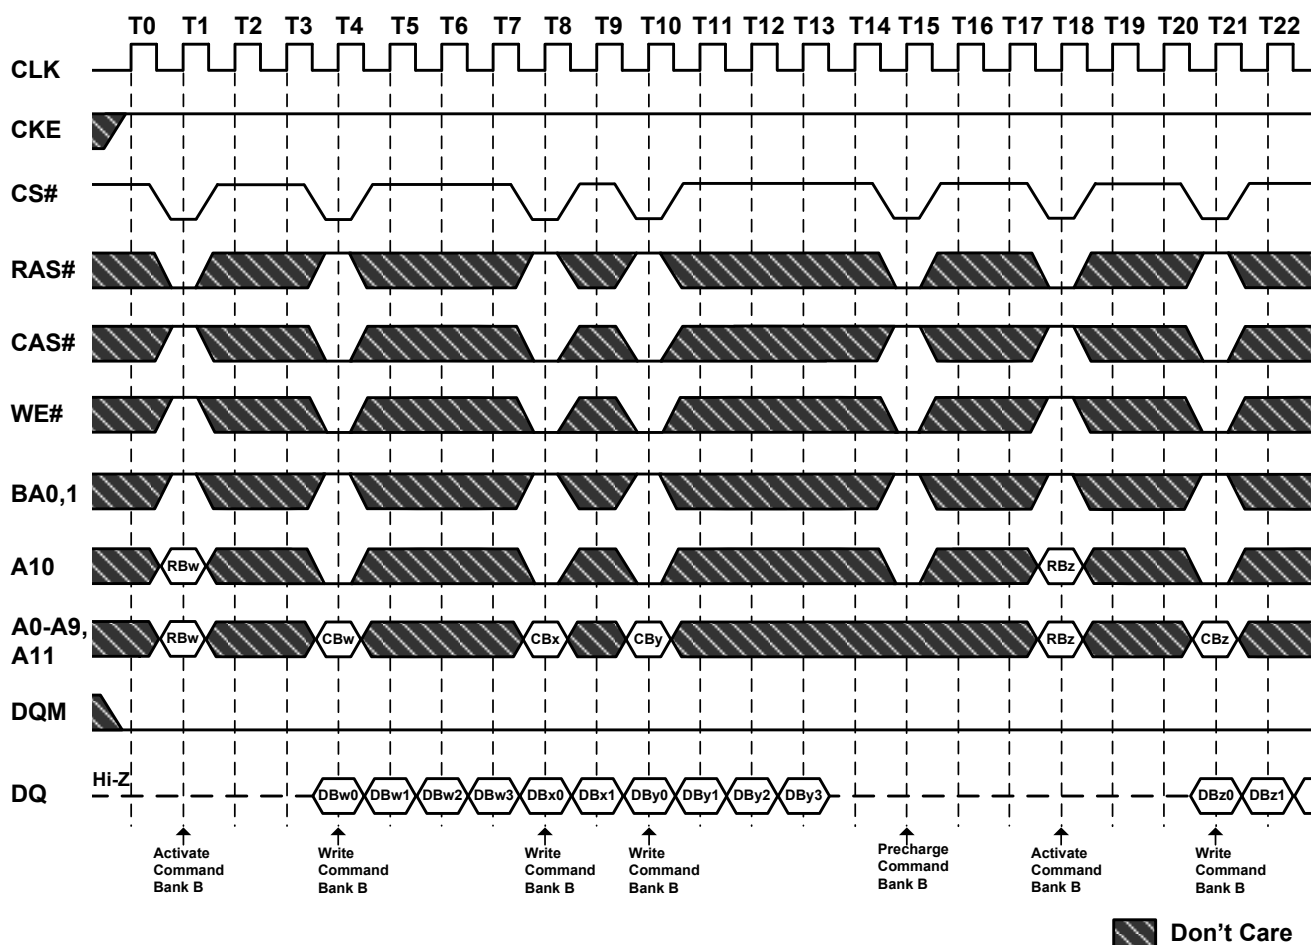 T0 T1 T2 T3 T4 T5 T6 T7 T8 T9 T10 T11 T12 T13 T14 T15 T16 T17 T18 T19 T20 T21 T22
CLK
CKE
CS#
RAS#
CAS#
WE#
BA0,1
A10 RBw RBz
A0-A9,
A11 RBw CBw CBx CBy RBz CBz
DQM
Hi-Z
DQ DBw0 DBw1 DBw2 DBw3 DBx0 DBx1 DBy0 DBy1 DBy2 DBy3 DBz0 DBz1
Activate
Command
Bank B
Write
Command
Bank B
Write
Command
Bank B
Write
Command
Bank B
Precharge
Command
Bank B
Activate
Command
Bank B
Write
Command
Bank B
Don't Care